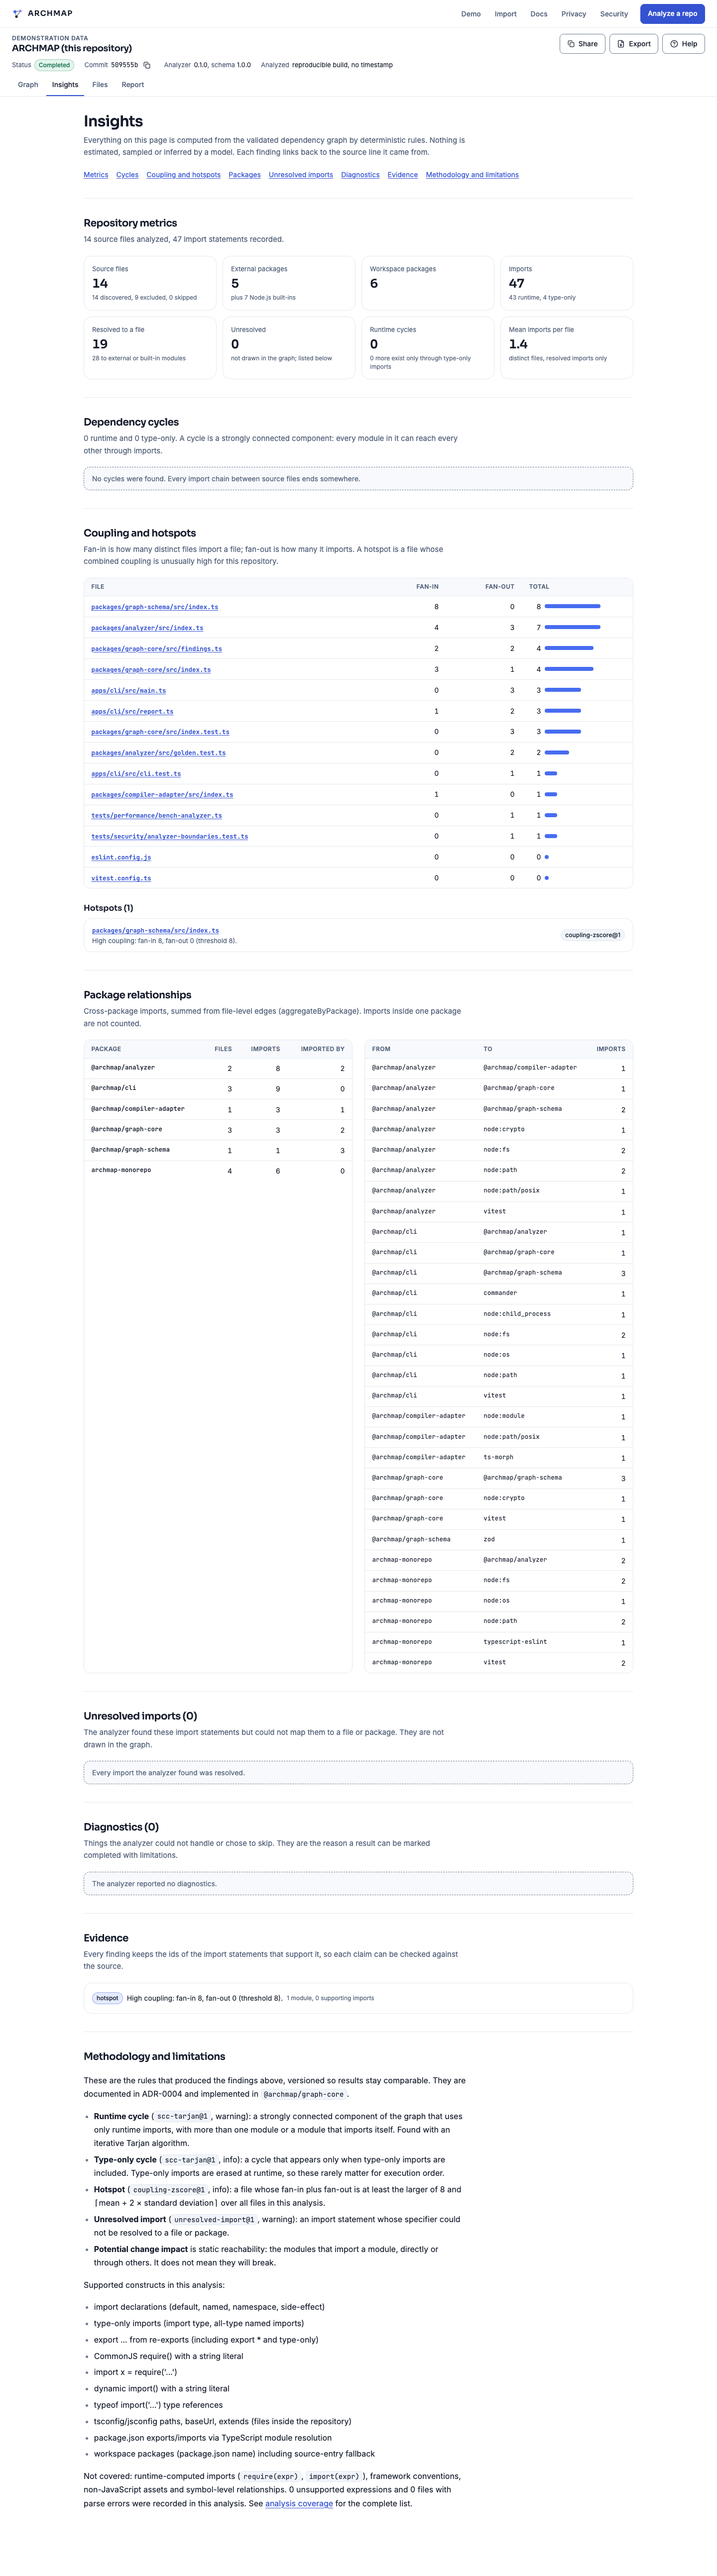 ARCHMAP
Demo Import Docs Privacy Security Analyze a repo
DEMONSTRATION DATA
ARCHMAP (this repository)
Share Export Help
Status Completed Commit 509555b Analyzer 0.1.0, schema 1.0.0 Analyzed reproducible build, no timestamp
Graph Insights Files Report
Insights
Everything on this page is computed from the validated dependency graph by deterministic rules. Nothing is
estimated, sampled or inferred by a model. Each finding links back to the source line it came from.
Metrics Cycles Coupling and hotspots Packages Unresolved imports Diagnostics Evidence Methodology and limitations
Repository metrics
14 source files analyzed, 47 import statements recorded.
Source files
14
14 discovered, 9 excluded, 0 skipped
External packages
5
plus 7 Node.js built-ins
Workspace packages
6
Imports
47
43 runtime, 4 type-only
Resolved to a file
19
28 to external or built-in modules
Unresolved
0
not drawn in the graph; listed below
Runtime cycles
0
0 more exist only through type-only
imports
Mean imports per file
1.4
distinct files, resolved imports only
Dependency cycles
0 runtime and 0 type-only. A cycle is a strongly connected component: every module in it can reach every
other through imports.
No cycles were found. Every import chain between source files ends somewhere.
Coupling and hotspots
Fan-in is how many distinct files import a file; fan-out is how many it imports. A hotspot is a file whose
combined coupling is unusually high for this repository.
FILE FAN-IN FAN-OUT TOTAL
packages/graph-schema/src/index.ts 8 0 8
packages/analyzer/src/index.ts 4 3 7
packages/graph-core/src/findings.ts 2 2 4
packages/graph-core/src/index.ts 3 1 4
apps/cli/src/main.ts 0 3 3
apps/cli/src/report.ts 1 2 3
packages/graph-core/src/index.test.ts 0 3 3
packages/analyzer/src/golden.test.ts 0 2 2
apps/cli/src/cli.test.ts 0 1 1
packages/compiler-adapter/src/index.ts 1 0 1
tests/performance/bench-analyzer.ts 0 1 1
tests/security/analyzer-boundaries.test.ts 0 1 1
eslint.config.js 0 0 0
vitest.config.ts 0 0 0
Hotspots (1)
packages/graph-schema/src/index.ts
High coupling: fan-in 8, fan-out 0 (threshold 8).
coupling-zscore@1
Package relationships
Cross-package imports, summed from file-level edges (aggregateByPackage). Imports inside one package
are not counted.
PACKAGE FILES IMPORTS IMPORTED BY
@archmap/analyzer 2 8 2
@archmap/cli 3 9 0
@archmap/compiler-adapter 1 3 1
@archmap/graph-core 3 3 2
@archmap/graph-schema 1 1 3
archmap-monorepo 4 6 0
FROM TO IMPORTS
@archmap/analyzer @archmap/compiler-adapter 1
@archmap/analyzer @archmap/graph-core 1
@archmap/analyzer @archmap/graph-schema 2
@archmap/analyzer node:crypto 1
@archmap/analyzer node:fs 2
@archmap/analyzer node:path 2
@archmap/analyzer node:path/posix 1
@archmap/analyzer vitest 1
@archmap/cli @archmap/analyzer 1
@archmap/cli @archmap/graph-core 1
@archmap/cli @archmap/graph-schema 3
@archmap/cli commander 1
@archmap/cli node:child_process 1
@archmap/cli node:fs 2
@archmap/cli node:os 1
@archmap/cli node:path 1
@archmap/cli vitest 1
@archmap/compiler-adapter node:module 1
@archmap/compiler-adapter node:path/posix 1
@archmap/compiler-adapter ts-morph 1
@archmap/graph-core @archmap/graph-schema 3
@archmap/graph-core node:crypto 1
@archmap/graph-core vitest 1
@archmap/graph-schema zod 1
archmap-monorepo @archmap/analyzer 2
archmap-monorepo node:fs 2
archmap-monorepo node:os 1
archmap-monorepo node:path 2
archmap-monorepo typescript-eslint 1
archmap-monorepo vitest 2
Unresolved imports (0)
The analyzer found these import statements but could not map them to a file or package. They are not
drawn in the graph.
Every import the analyzer found was resolved.
Diagnostics (0)
Things the analyzer could not handle or chose to skip. They are the reason a result can be marked
completed with limitations.
The analyzer reported no diagnostics.
Evidence
Every finding keeps the ids of the import statements that support it, so each claim can be checked against
the source.
hotspot High coupling: fan-in 8, fan-out 0 (threshold 8). 1 module, 0 supporting imports
Methodology and limitations
These are the rules that produced the findings above, versioned so results stay comparable. They are
documented in ADR-0004 and implemented in @archmap/graph-core.
• Runtime cycle (scc-tarjan@1, warning): a strongly connected component of the graph that uses
only runtime imports, with more than one module or a module that imports itself. Found with an
iterative Tarjan algorithm.
• Type-only cycle (scc-tarjan@1, info): a cycle that appears only when type-only imports are
included. Type-only imports are erased at runtime, so these rarely matter for execution order.
• Hotspot (coupling-zscore@1, info): a file whose fan-in plus fan-out is at least the larger of 8 and
⌈mean + 2 × standard deviation⌉ over all files in this analysis.
• Unresolved import (unresolved-import@1, warning): an import statement whose specifier could
not be resolved to a file or package.
• Potential change impact is static reachability: the modules that import a module, directly or
through others. It does not mean they will break.
Supported constructs in this analysis:
• import declarations (default, named, namespace, side-effect)
• type-only imports (import type, all-type named imports)
• export ... from re-exports (including export * and type-only)
• CommonJS require() with a string literal
• import x = require('...')
• dynamic import() with a string literal
• typeof import('...') type references
• tsconfig/jsconfig paths, baseUrl, extends (files inside the repository)
• package.json exports/imports via TypeScript module resolution
• workspace packages (package.json name) including source-entry fallback
Not covered: runtime-computed imports (require(expr), import(expr)), framework conventions,
non-JavaScript assets and symbol-level relationships. 0 unsupported expressions and 0 files with
parse errors were recorded in this analysis. See analysis coverage for the complete list.